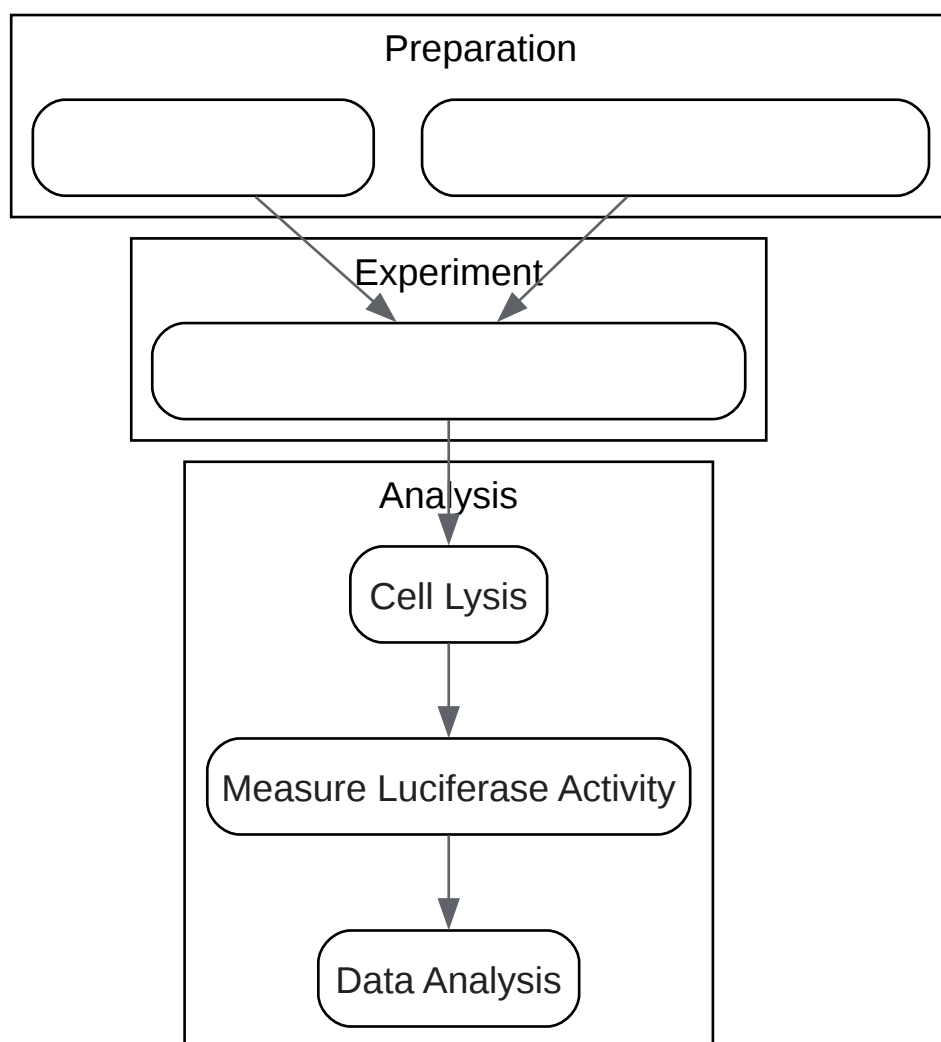 Preparation
Experiment
Analysis
Cell Lysis
Measure Luciferase Activity
Data Analysis